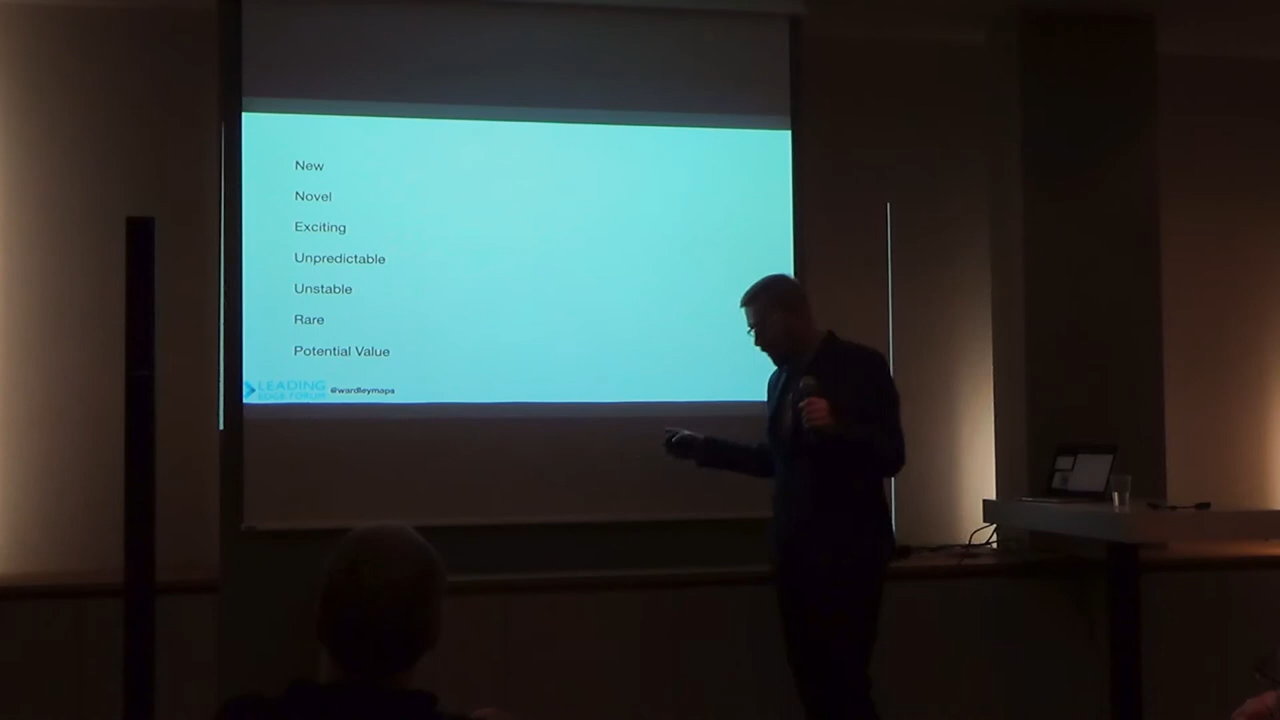 New
Novel
Exciting
Unpredictable
Unstable
Rare
Potential Value
LEADING
EDGE FORUM
@wardleymaps